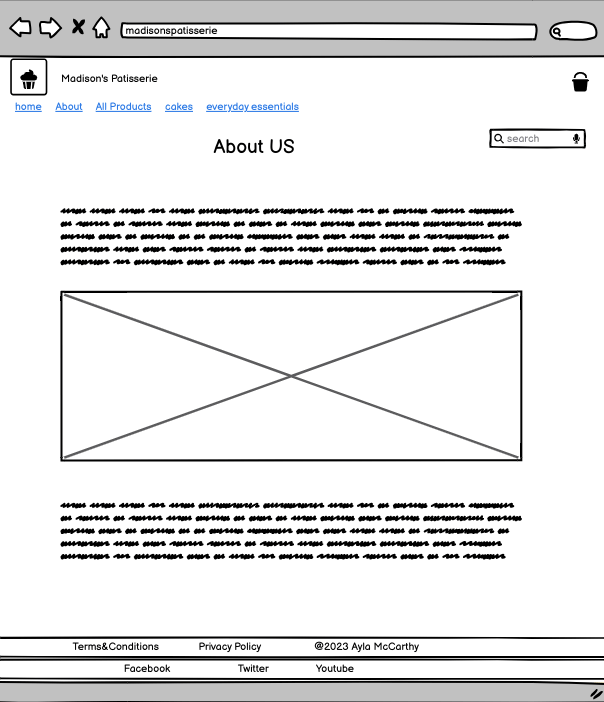 madisonspatisserie
Madison's Patisserie
home About All Products cakes everyday essentials
About US
search
Terms&Conditions Privacy Policy @2023 Ayla McCarthy
Facebook Twitter Youtube